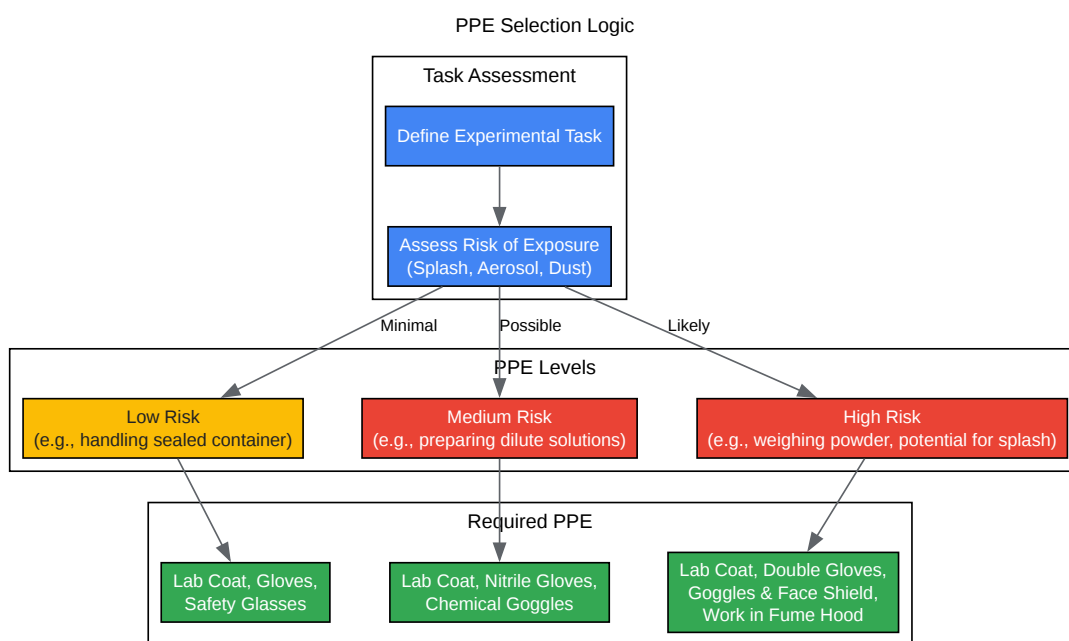 PPE Selection Logic
Task Assessment
Define Experimental Task
Assess Risk of Exposure
(Splash, Aerosol, Dust)
Minimal
Possible
Likely
PPE Levels
Low Risk
(e.g., handling sealed container)
Medium Risk
(e.g., preparing dilute solutions)
High Risk
(e.g., weighing powder, potential for splash)
Required PPE
Lab Coat, Gloves,
Safety Glasses
Lab Coat, Nitrile Gloves,
Chemical Goggles
Lab Coat, Double Gloves,
Goggles & Face Shield,
Work in Fume Hood